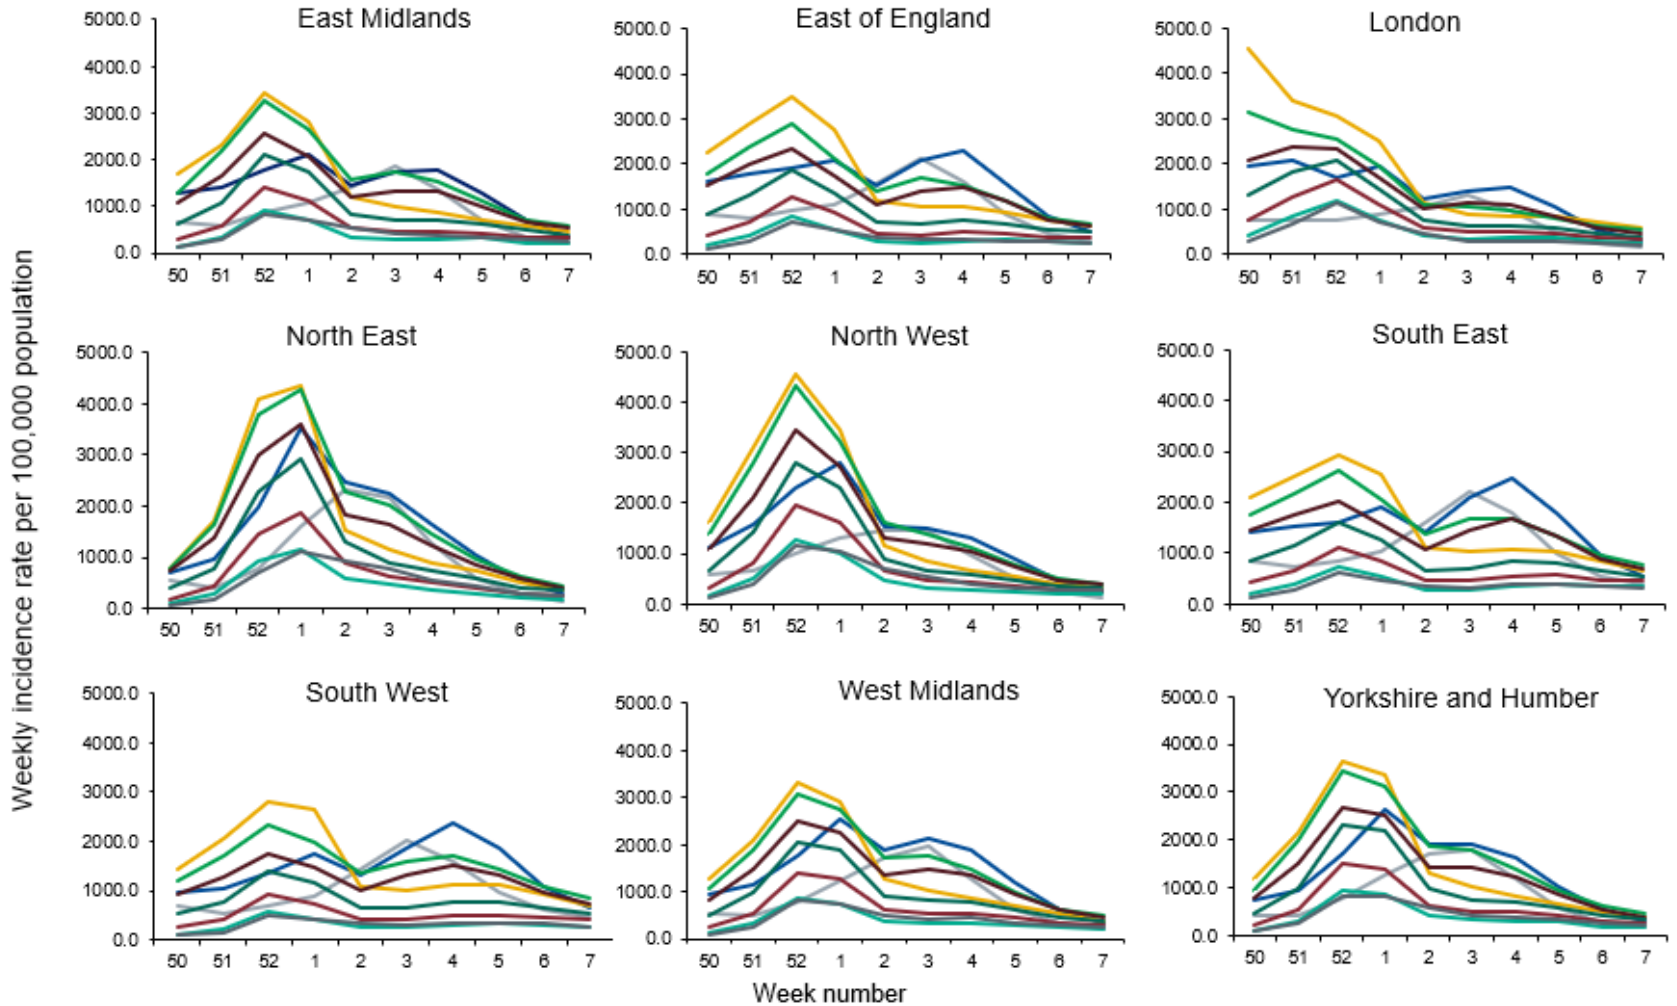 Weekly incidence rate per 100,000 population
East Midlands
5000.0
4000.0
3000.0
2000.0
1000.0
0.0
50 51 52 1 2 3 4 5 6 7
East of England
5000.0
4000.0
3000.0
2000.0
1000.0
0.0
50 51 52 1 2 3 4 5 6 7
London
5000.0
4000.0
3000.0
2000.0
1000.0
0.0
50 51 52 1 2 3 4 5 6 7
North East
5000.0
4000.0
3000.0
2000.0
1000.0
0.0
50 51 52 1 2 3 4 5 6 7
North West
5000.0
4000.0
3000.0
2000.0
1000.0
0.0
50 51 52 1 2 3 4 5 6 7
South East
5000.0
4000.0
3000.0
2000.0
1000.0
0.0
50 51 52 1 2 3 4 5 6 7
South West
5000.0
4000.0
3000.0
2000.0
1000.0
0.0
50 51 52 1 2 3 4 5 6 7
West Midlands
5000.0
4000.0
3000.0
2000.0
1000.0
0.0
50 51 52 1 2 3 4 5 6 7
Yorkshire and Humber
5000.0
4000.0
3000.0
2000.0
1000.0
0.0
50 51 52 1 2 3 4 5 6 7
Week number